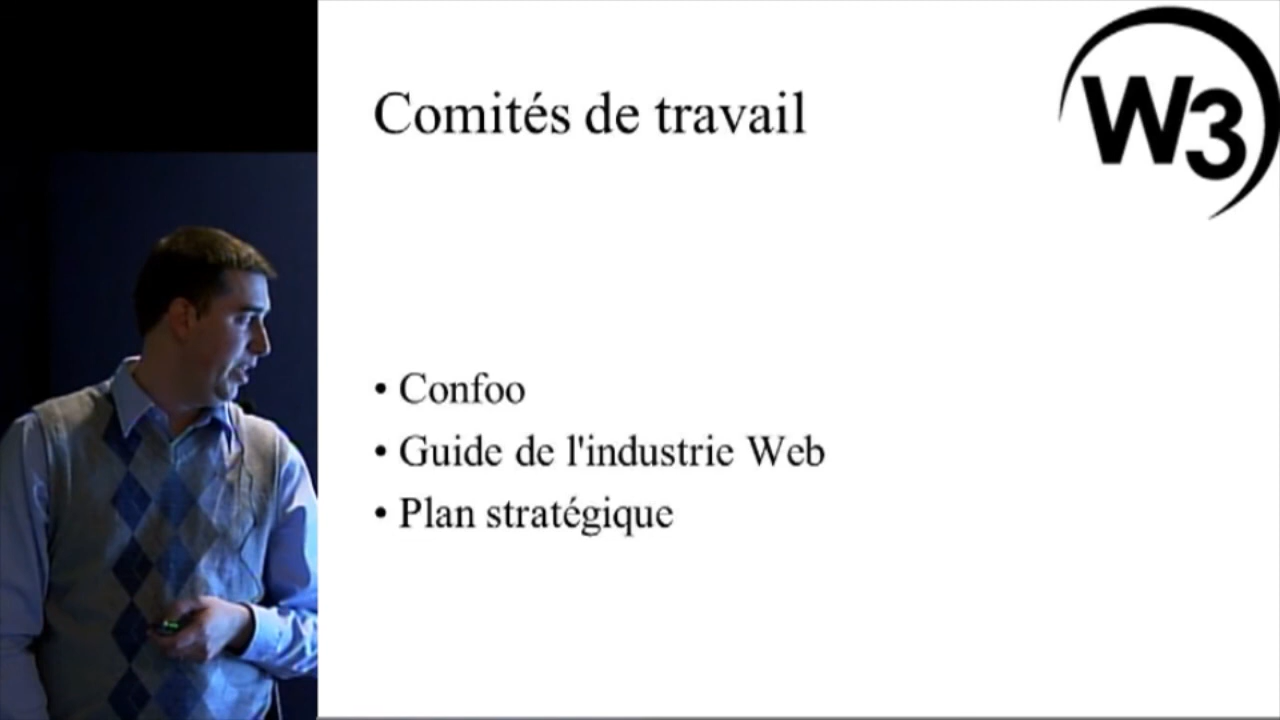 Comités de travail
W3
• Confoo
• Guide de l'industrie Web
• Plan stratégique